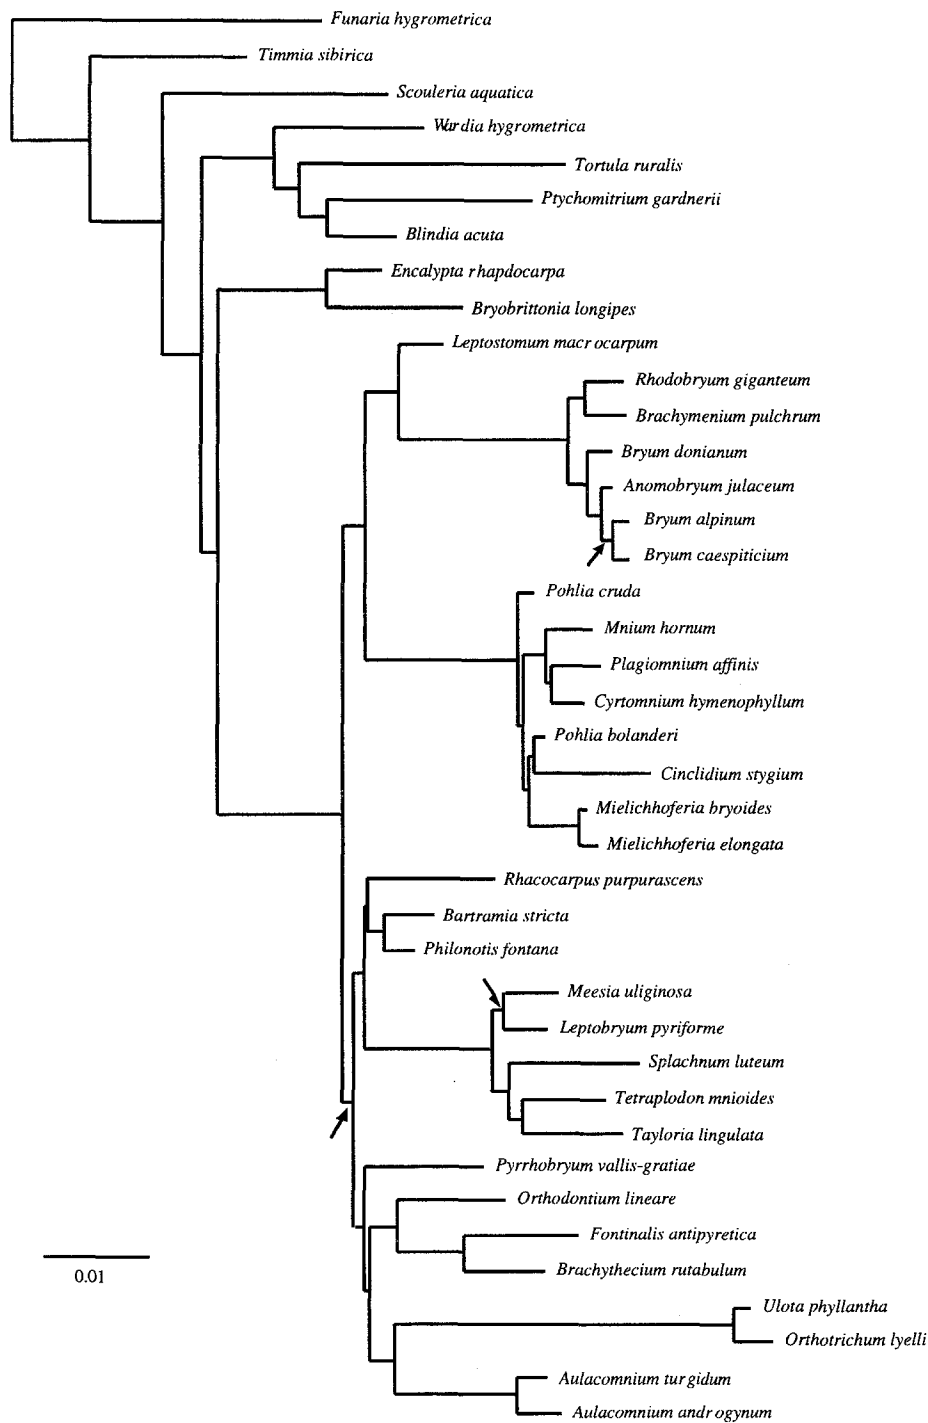 Funaria hygrometrica
Timmia sibirica
Scouleria aquatica
Wardia hygrometrica
Tortula ruralis
Ptychomitrium gardnerii
Blindia acuta
Encalypta rhapdocarpa
Bryobrittonia longipes
Leptostomum macrocarpum
Rhodobryum giganteum
Brachymenium pulchrum
Bryum donianum
Anomobryum julaceum
Bryum alpinum
Bryum caespiticium
Pohlia cruda
Mnium hornum
Plagiomnium affinis
Cyrtomnium hymenophyllum
Pohlia bolanderi
Cinclidium stygium
Mielichhoferia bryoides
Mielichhoferia elongata
Rhacocarpus purpurascens
Bartramia stricta
Philonotis fontana
Meesia uliginosa
Leptobryum pyriforme
Splachnum luteum
Tetraplodon mnioides
Tayloria lingulata
Pyrrhobryum vallis-gratiae
Orthodontium lineare
Fontinalis antipyretica
Brachythecium rutabulum
0.01
Ulota phyllantha
Orthotrichum lyelli
Aulacomnium turgidum
Aulacomnium androgynum